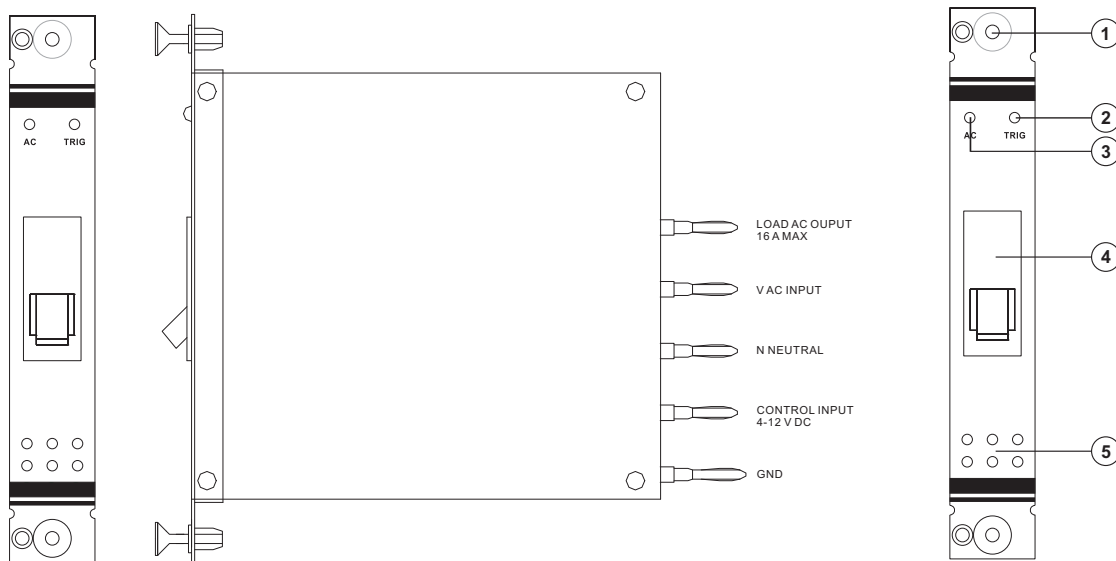 AC TRIG
LOAD AC OUPUT
16 A MAX
V AC INPUT
N NEUTRAL
CONTROL INPUT
4-12 V DC
GND
1
2
AC TRIG
3
4
5